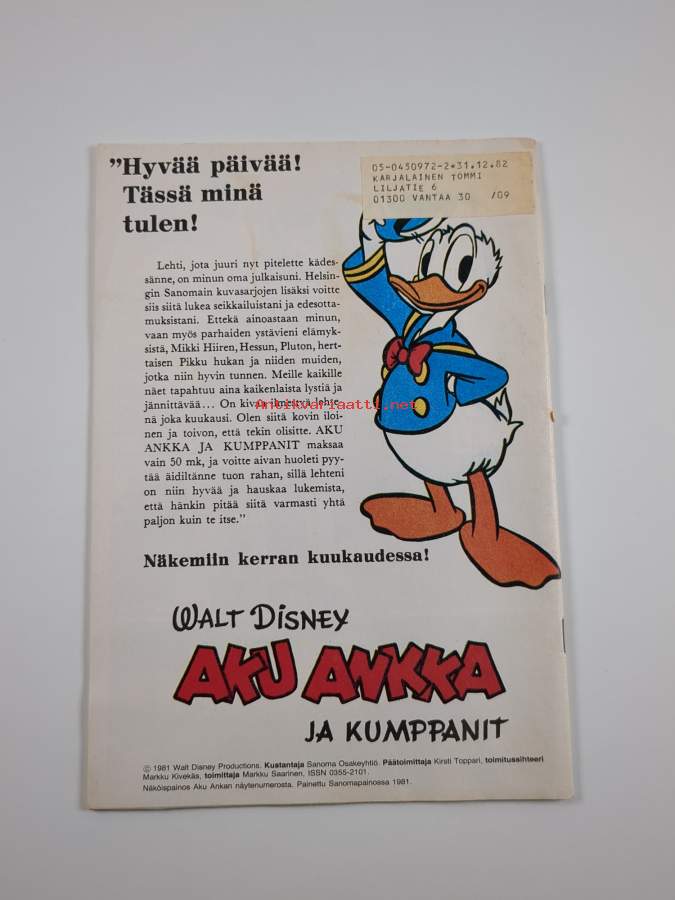 ”Hyvää päivää!
Tässä minä
tulen!
05-0450972-2*31.12.82
KARJALAINEN TOMMI
LILJATIE 6
01300 VANTAA 30 /09
Lehti, jota juuri nyt pitelette kädes-
sänne, on minun oma julkaisuni. Helsin-
gin Sanomain kuvasarjojen lisäksi voitte
siis siitä lukea seikkailuistani ja edesotta-
muksistani. Ettekä ainoastaan minun,
vaan myös parhaiden ystävieni elämyk-
sistä, Mikki Hiiren, Hessun, Pluton, hert-
taisen Pikku hukan ja niiden muiden,
jotka niin hyvin tunnen. Meille kaikille
näet tapahtuu aina kaikenlaista lystiä ja
jännittävää... On kiva ilmestyä lehte-
nä joka kuukausi. Olen siitä kovin iloi-
nen ja toivon, että tekin olisitte. AKU
ANKKA JA KUMPPANIT maksaa
vain 50 mk, ja voitte aivan huoleti pyy-
tää äidiltänne tuon rahan, sillä lehteni
on niin hyvää ja hauskaa lukemista,
että hänkin pitää siitä varmasti yhtä
paljon kuin te itse.”
Antikvariaatti.net
Näkemiin kerran kuukaudessa!
WALT DISNEY
AKU ANKKA
JA KUMPPANIT
© 1981 Walt Disney Productions. Kustantaja Sanoma Osakeyhtiö. Päätoimittaja Kirsti Toppari, toimitussihteeri
Markku Kivekäs, toimittaja Markku Saarinen, ISSN 0355-2101.
Näköispainos Aku Ankan näytenumerosta. Painettu Sanomapainossa 1981.